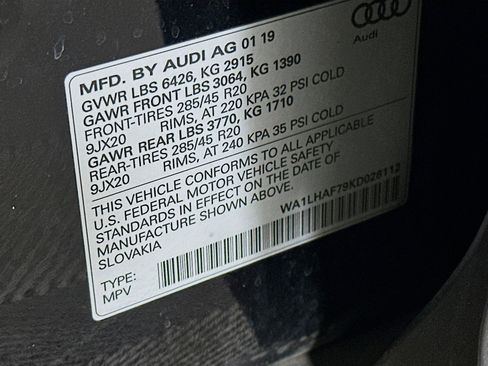 Audi
MFD. BY AUDI AG 01 19
GVWR LBS 6426, KG 2915
GAWR FRONT LBS 3064, KG 1390
FRONT-TIRES 285/45 R20
9JX20 RIMS, AT 220 KPA 32 PSI COLD
GAWR REAR LBS 3770, KG 1710
REAR-TIRES 285/45 R20
9JX20 RIMS, AT 240 KPA 35 PSI COLD
THIS VEHICLE CONFORMS TO ALL APPLICABLE
U.S. FEDERAL MOTOR VEHICLE SAFETY
STANDARDS IN EFFECT ON THE DATE OF
MANUFACTURE SHOWN ABOVE.
SLOVAKIA
WA1LHAF79KD026112
TYPE:
MPV